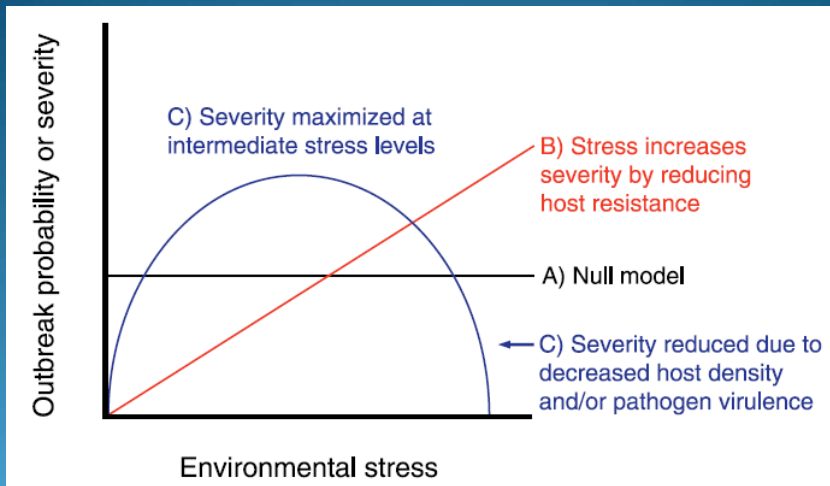 Outbreak probability or severity
C) Severity maximized at
intermediate stress levels
B) Stress increases
severity by reducing
host resistance
A) Null model
C) Severity reduced due to
decreased host density
and/or pathogen virulence
Environmental stress